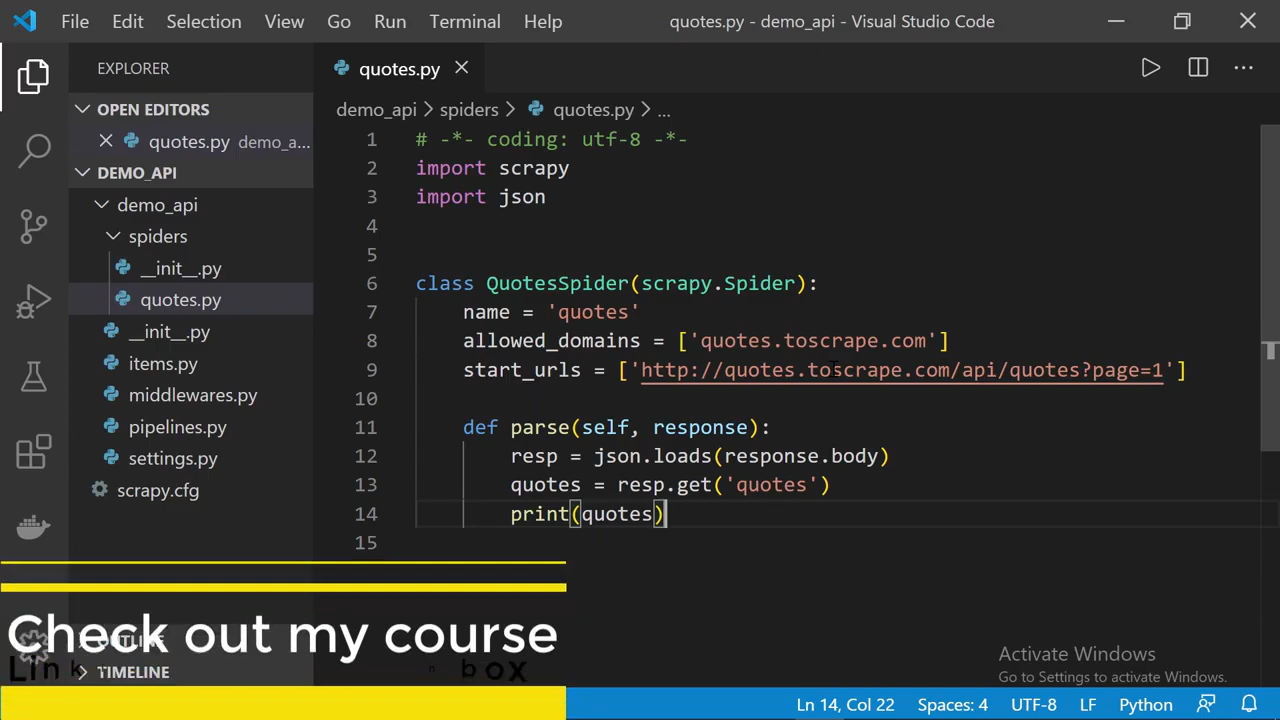 File Edit Selection View Go Run Terminal Help quotes.py - demo_api - Visual Studio Code
EXPLORER
OPEN EDITORS
quotes.py demo_a...
DEMO_API
demo_api
spiders
__init__.py
quotes.py
__init__.py
items.py
middlewares.py
pipelines.py
settings.py
scrapy.cfg
TIMELINE
quotes.py
demo_api > spiders > quotes.py > ...
1 # -*- coding: utf-8 -*-
2 import scrapy
3 import json
4
5
6 class QuotesSpider(scrapy.Spider):
7 name = 'quotes'
8 allowed_domains = ['quotes.toscrape.com']
9 start_urls = ['http://quotes.toscrape.com/api/quotes?page=1']
10
11 def parse(self, response):
12 resp = json.loads(response.body)
13 quotes = resp.get('quotes')
14 print(quotes)
15
Check out my course
box
Activate Windows
Go to Settings to activate Windows.
Ln 14, Col 22 Spaces: 4 UTF-8 LF Python